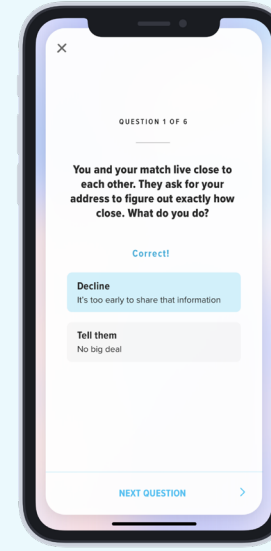 QUESTION 1 OF 6
You and your match live close to
each other. They ask for your
address to figure out exactly how
close. What do you do?
Correct!
Decline
It's too early to share that information
Tell them
No big deal
NEXT QUESTION